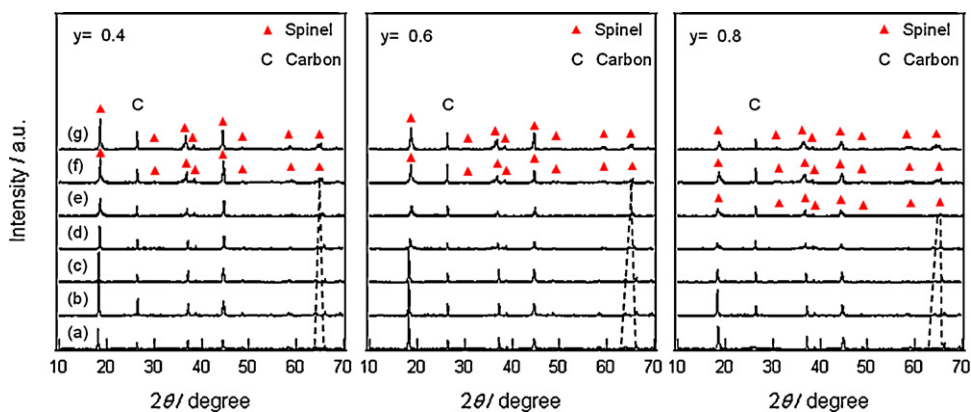 y= 0.4
▲ Spinel
C Carbon
C
(g)
(f)
(e)
(d)
(c)
(b)
(a)
10 20 30 40 50 60 70
2θ/ degree
Intensity / a.u.
y= 0.6
▲ Spinel
C Carbon
C
10 20 30 40 50 60 70
2θ/ degree
y= 0.8
▲ Spinel
C Carbon
C
10 20 30 40 50 60 70
2θ/ degree